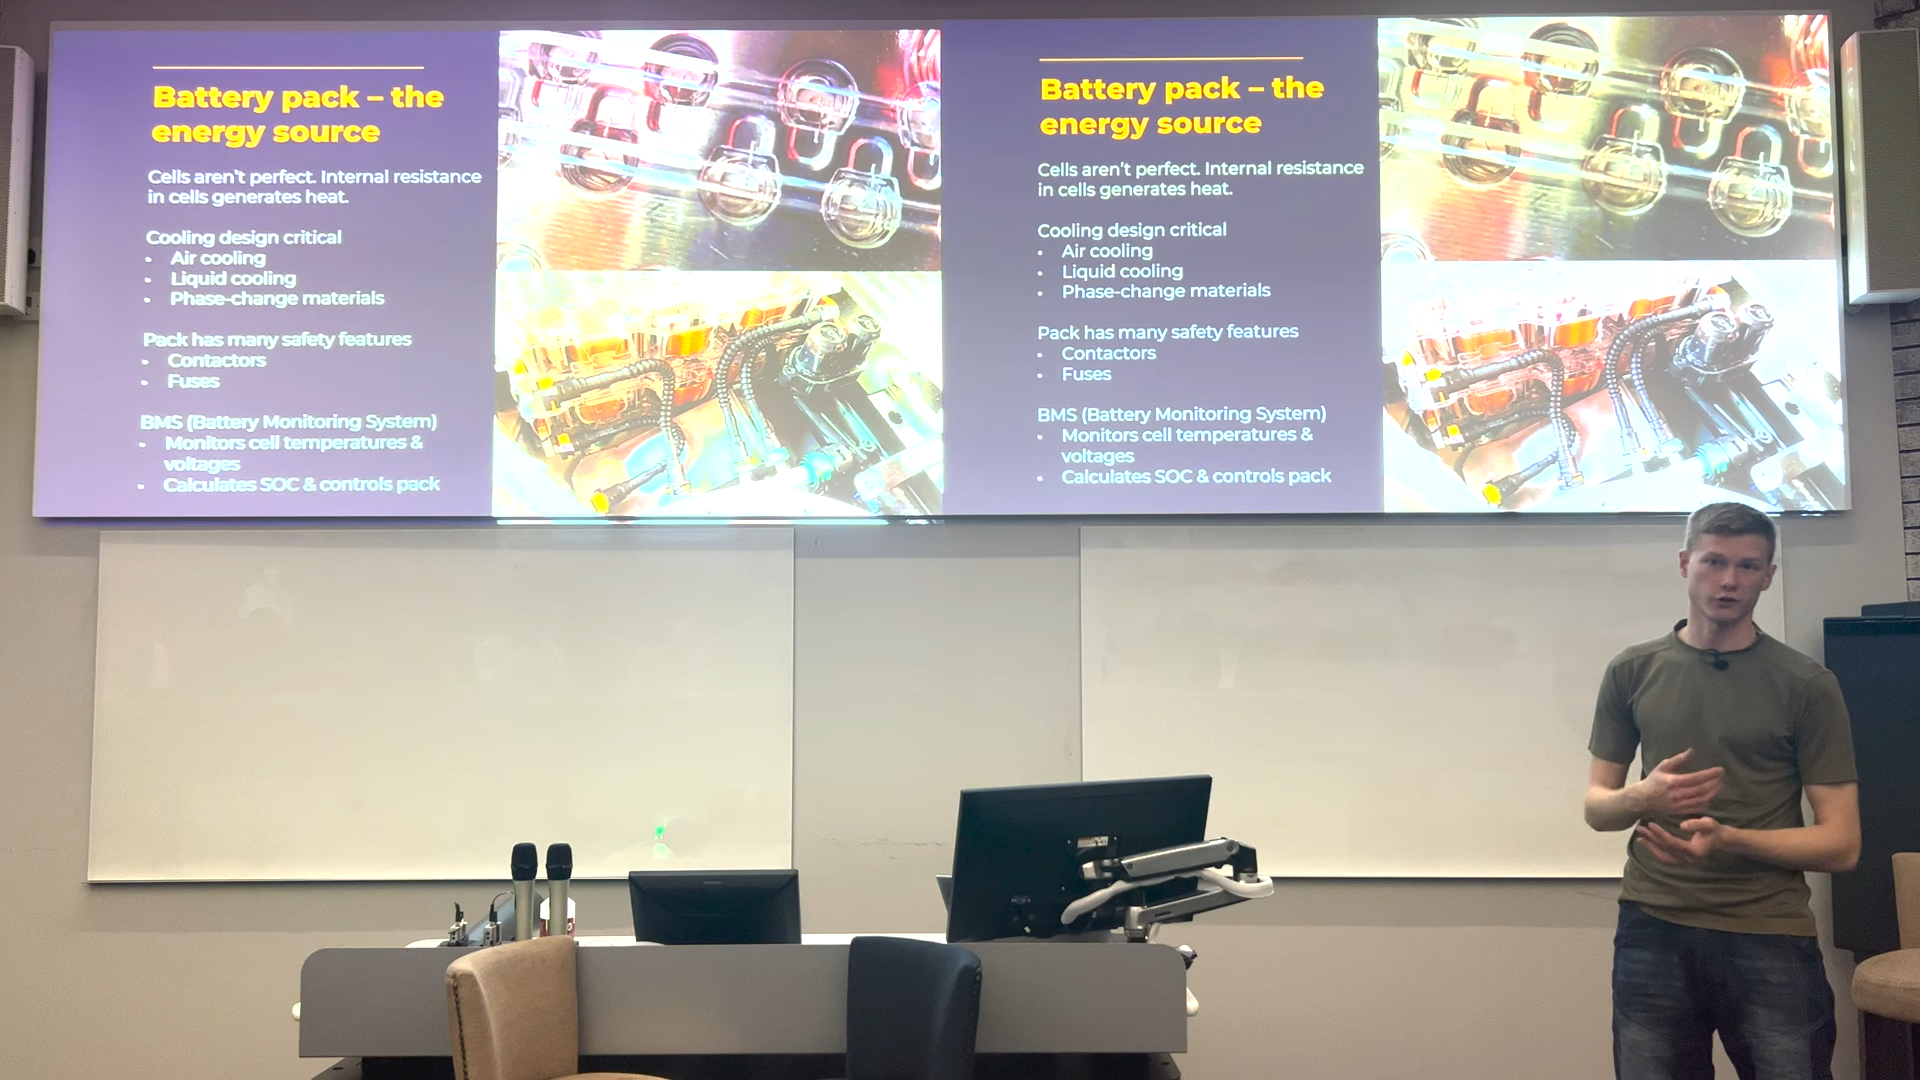 Battery pack – the
energy source
Cells aren't perfect. Internal resistance
in cells generates heat.
Cooling design critical
• Air cooling
• Liquid cooling
• Phase-change materials
Pack has many safety features
• Contactors
• Fuses
BMS (Battery Monitoring System)
• Monitors cell temperatures &
voltages
• Calculates SOC & controls pack
Battery pack – the
energy source
Cells aren't perfect. Internal resistance
in cells generates heat.
Cooling design critical
• Air cooling
• Liquid cooling
• Phase-change materials
Pack has many safety features
• Contactors
• Fuses
BMS (Battery Monitoring System)
• Monitors cell temperatures &
voltages
• Calculates SOC & controls pack